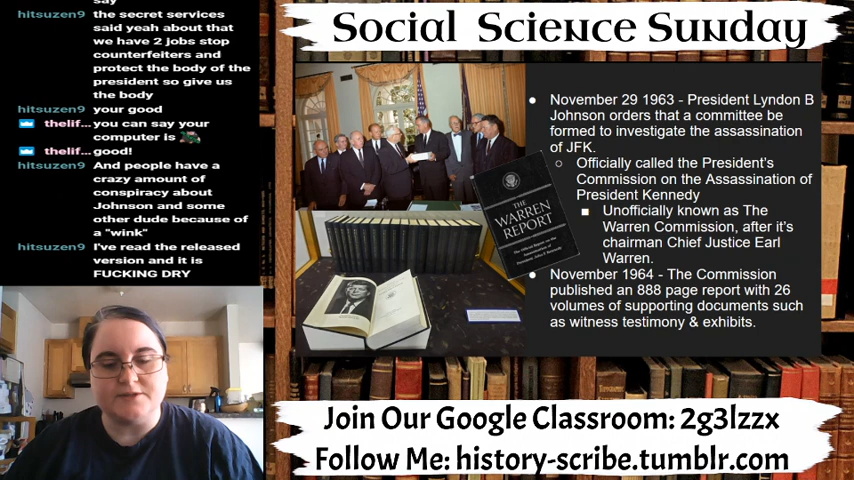 say
hitsuzen9 the secret services
said yeah about that
we have 2 jobs stop
counterfeiters and
protect the body of the
president so give us
the body
hitsuzen9 your good
thelif... you can say your
computer is
thelif... good!
hitsuzen9 And people have a
crazy amount of
conspiracy about
Johnson and some
other dude because of
a "wink"
hitsuzen9 I've read the released
version and it is
FUCKING DRY
Social Science Sunday
• November 29 1963 - President Lyndon B
Johnson orders that a committee be
formed to investigate the assassination
of JFK.
○ Officially called the President's
Commission on the Assassination of
President Kennedy
■ Unofficially known as The
Warren Commission, after it's
chairman Chief Justice Earl
Warren.
• November 1964 - The Commission
published an 888 page report with 26
volumes of supporting documents such
as witness testimony & exhibits.
THE
WARREN
REPORT
Join Our Google Classroom: 2g3lzzx
Follow Me: history-scribe.tumblr.com